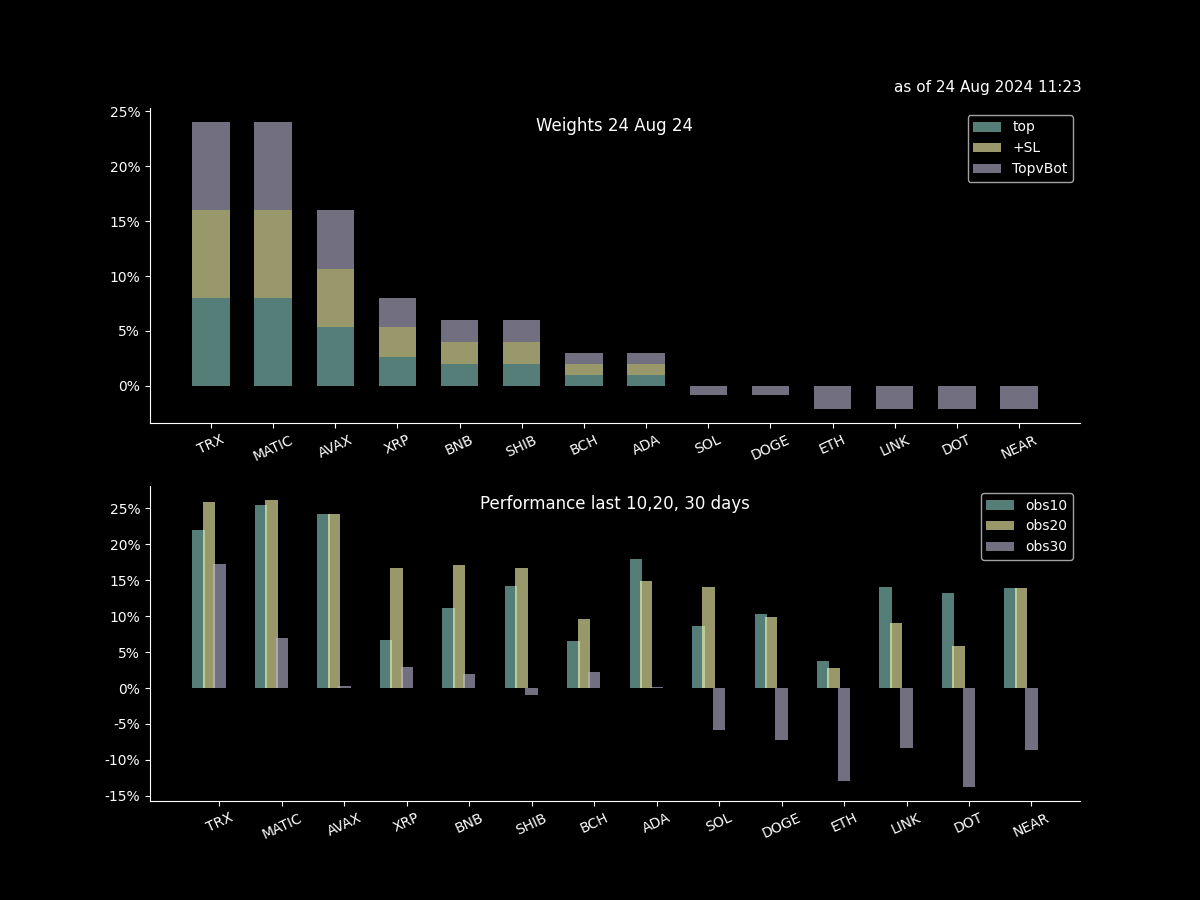 as of 24 Aug 2024 11:23
Weights 24 Aug 24
top
+SL
TopvBot
25%
20%
15%
10%
5%
0%
TRX MATIC AVAX XRP BNB SHIB BCH ADA SOL DOGE ETH LINK DOT NEAR
Performance last 10,20, 30 days
obs10
obs20
obs30
25%
20%
15%
10%
5%
0%
-5%
-10%
-15%
TRX MATIC AVAX XRP BNB SHIB BCH ADA SOL DOGE ETH LINK DOT NEAR